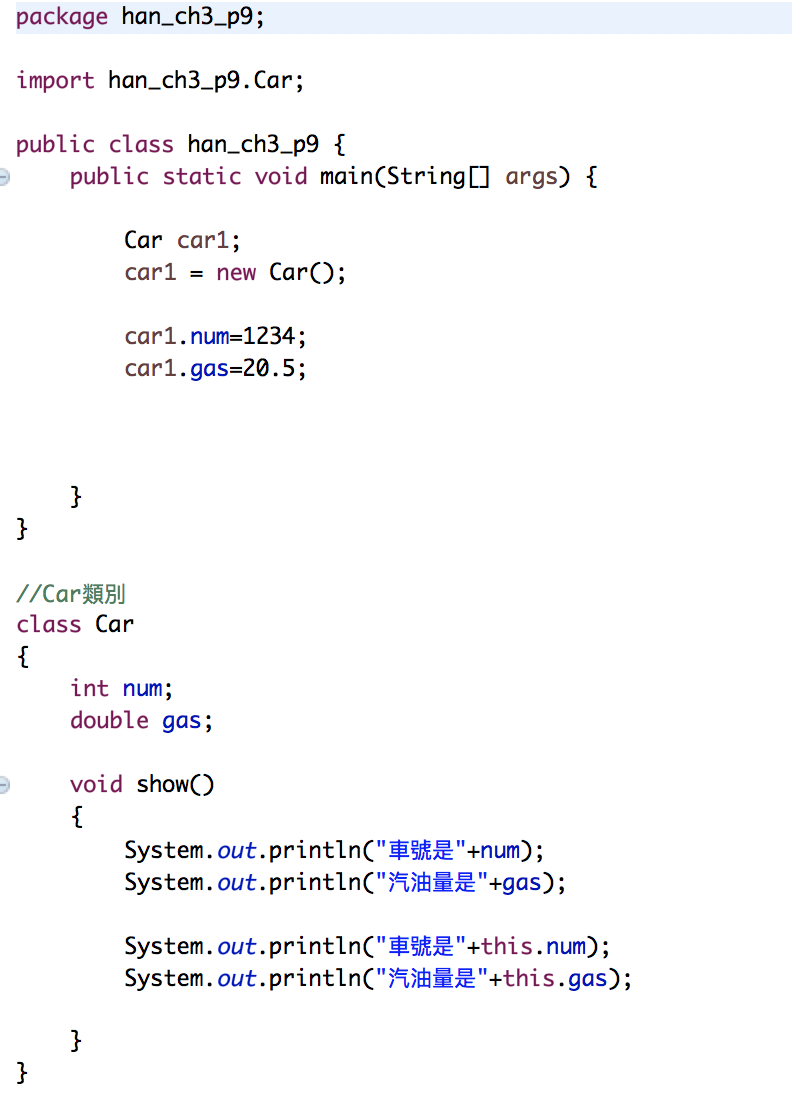 package han_ch3_p9;
import han_ch3_p9.Car;
public class han_ch3_p9 {
public static void main(String[] args) {
Car car1;
car1 = new Car();
car1.num=1234;
car1.gas=20.5;
}
}
//Car類別
class Car
{
int num;
double gas;
void show()
{
System.out.println("車號是"+num);
System.out.println("汽油量是"+gas);
System.out.println("車號是"+this.num);
System.out.println("汽油量是"+this.gas);
}
}